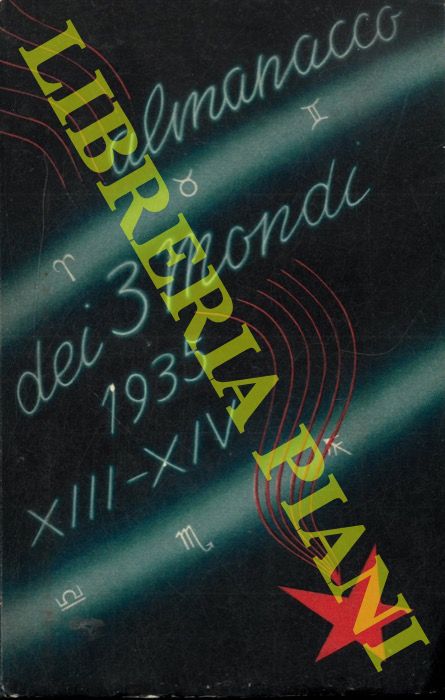 almanacco
dei 3 mondi
1935
XIII-XIV
LIBRERIA PIANI